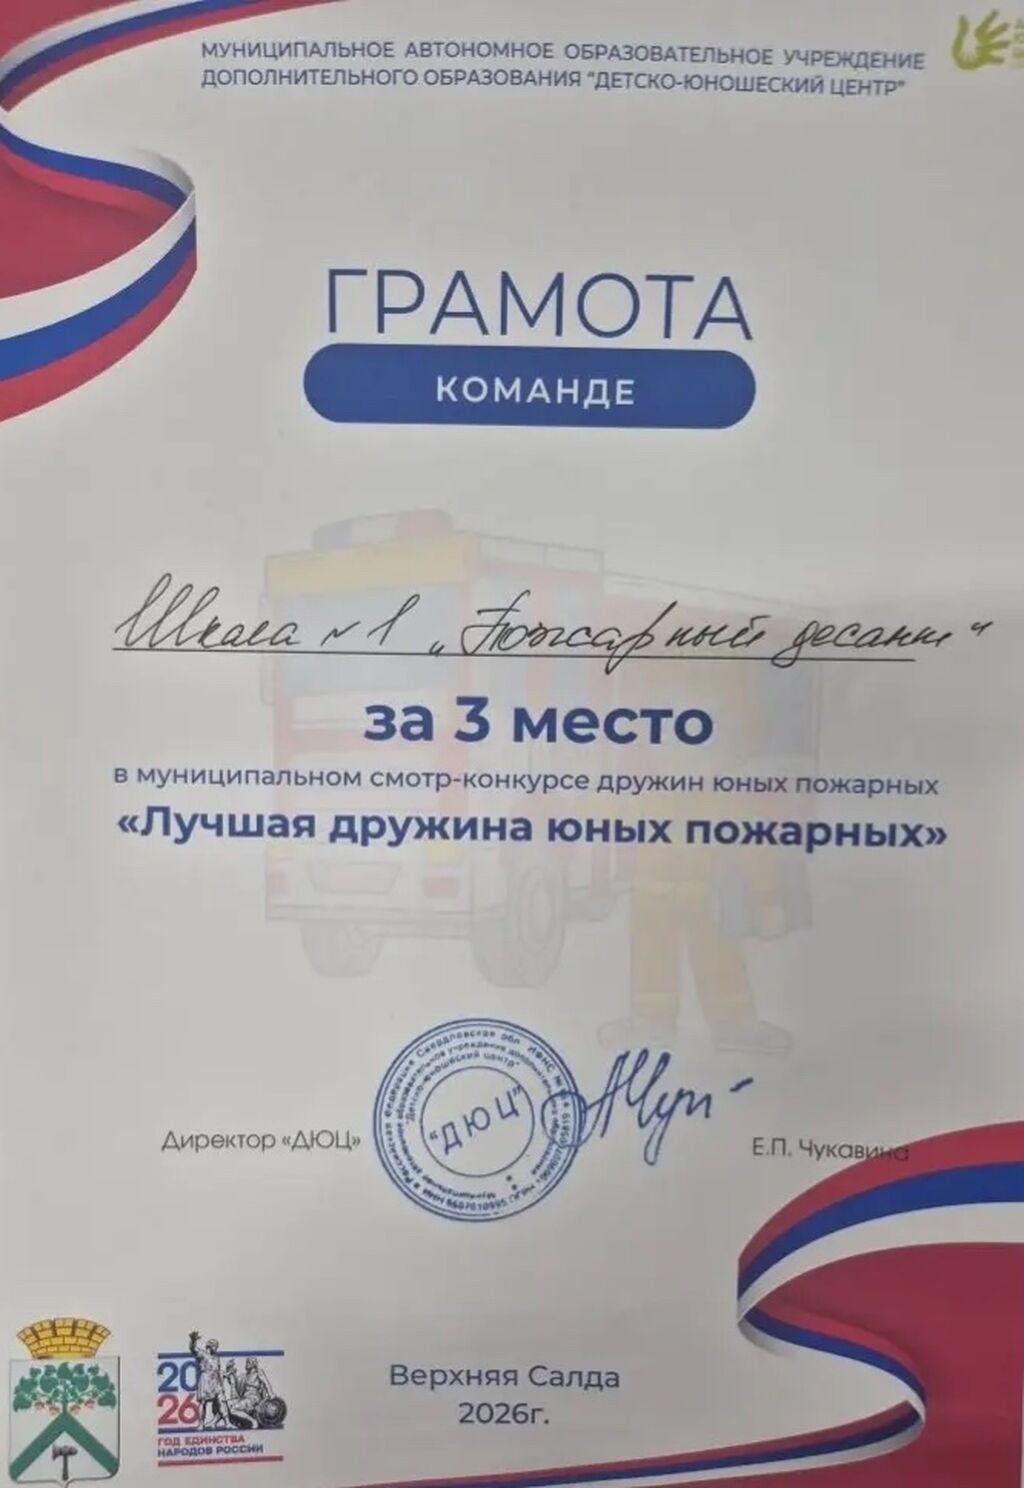 МУНИЦИПАЛЬНОЕ АВТОНОМНОЕ ОБРАЗОВАТЕЛЬНОЕ УЧРЕЖДЕНИЕ
ДОПОЛНИТЕЛЬНОГО ОБРАЗОВАНИЯ "ДЕТСКО-ЮНОШЕСКИЙ ЦЕНТР"
ГРАМОТА
КОМАНДЕ
Школа №1 „Пожарный десант"
за 3 место
в муниципальном смотр-конкурсе дружин юных пожарных
«Лучшая дружина юных пожарных»
Директор «ДЮЦ»
"ДЮЦ"
Е.П. Чукавина
2026
ГОД ЕДИНСТВА
НАРОДОВ РОССИИ
Верхняя Салда
2026г.